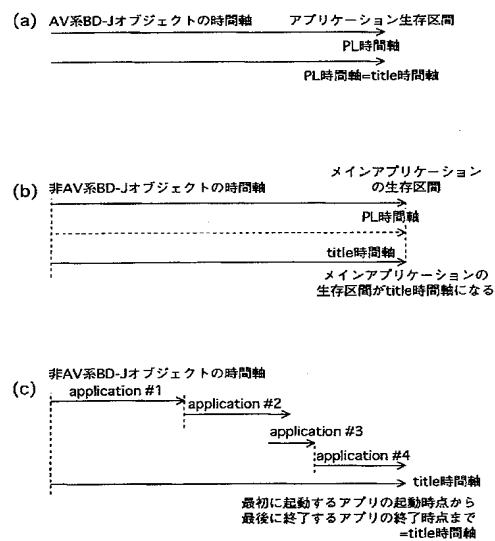 (a)
AV系BD-Jオブジェクトの時間軸
アプリケーション生存区間
PL時間軸
PL時間軸=title時間軸
(b)
非AV系BD-Jオブジェクトの時間軸
メインアプリケーション
の生存区間
PL時間軸
title時間軸
メインアプリケーションの
生存区間がtitle時間軸になる
(c)
非AV系BD-Jオブジェクトの時間軸
application #1
application #2
application #3
application #4
title時間軸
最初に起動するアプリの起動時点から
最後に終了するアプリの終了時点まで
=title時間軸